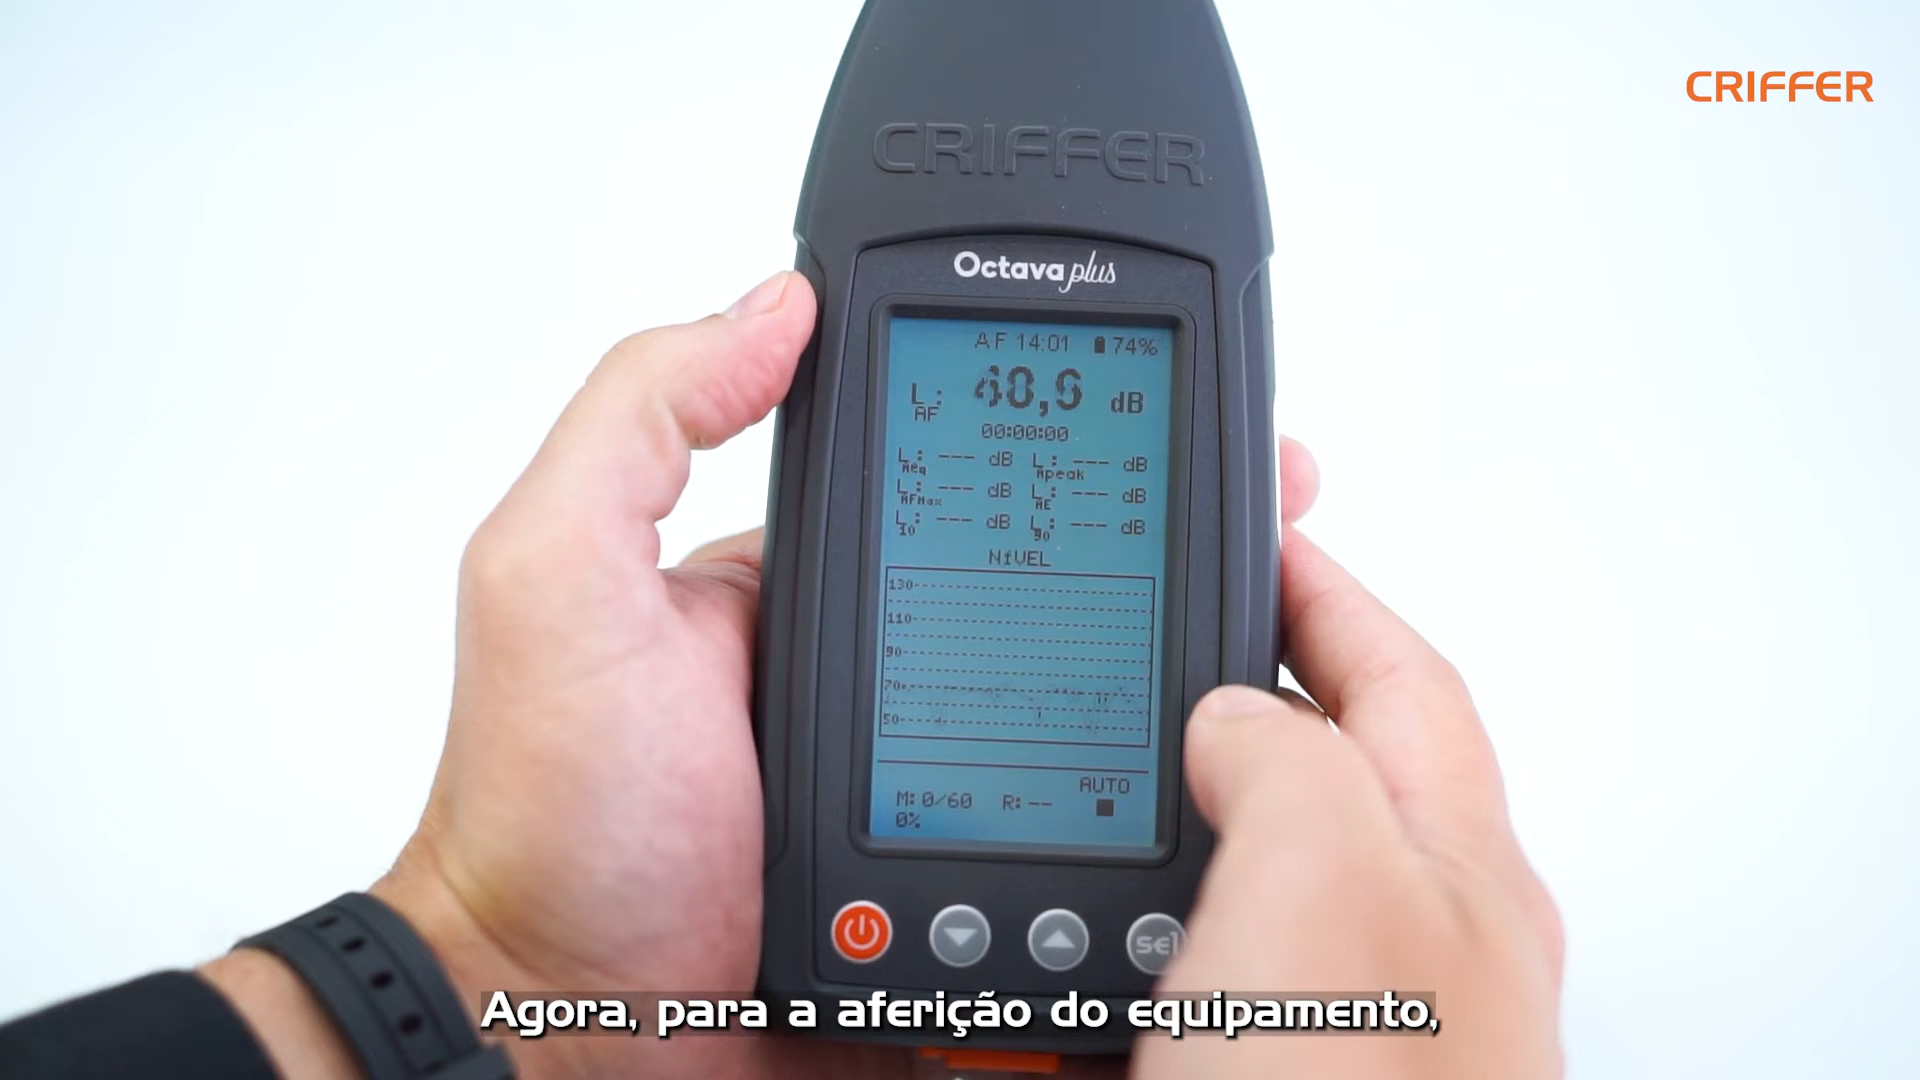 CRIFFER
CRIFFER
Octava plus
AF 14:01 74%
L AF: dB
00:00:00
L Aeq: --- dB L Apeak: --- dB
L AFMax: --- dB L AE: --- dB
L 10: --- dB L 90: --- dB
NÍVEL
130
110
90
70
50
AUTO
M: 0/60 R: --
0%
sel
Agora, para a aferição do equipamento,